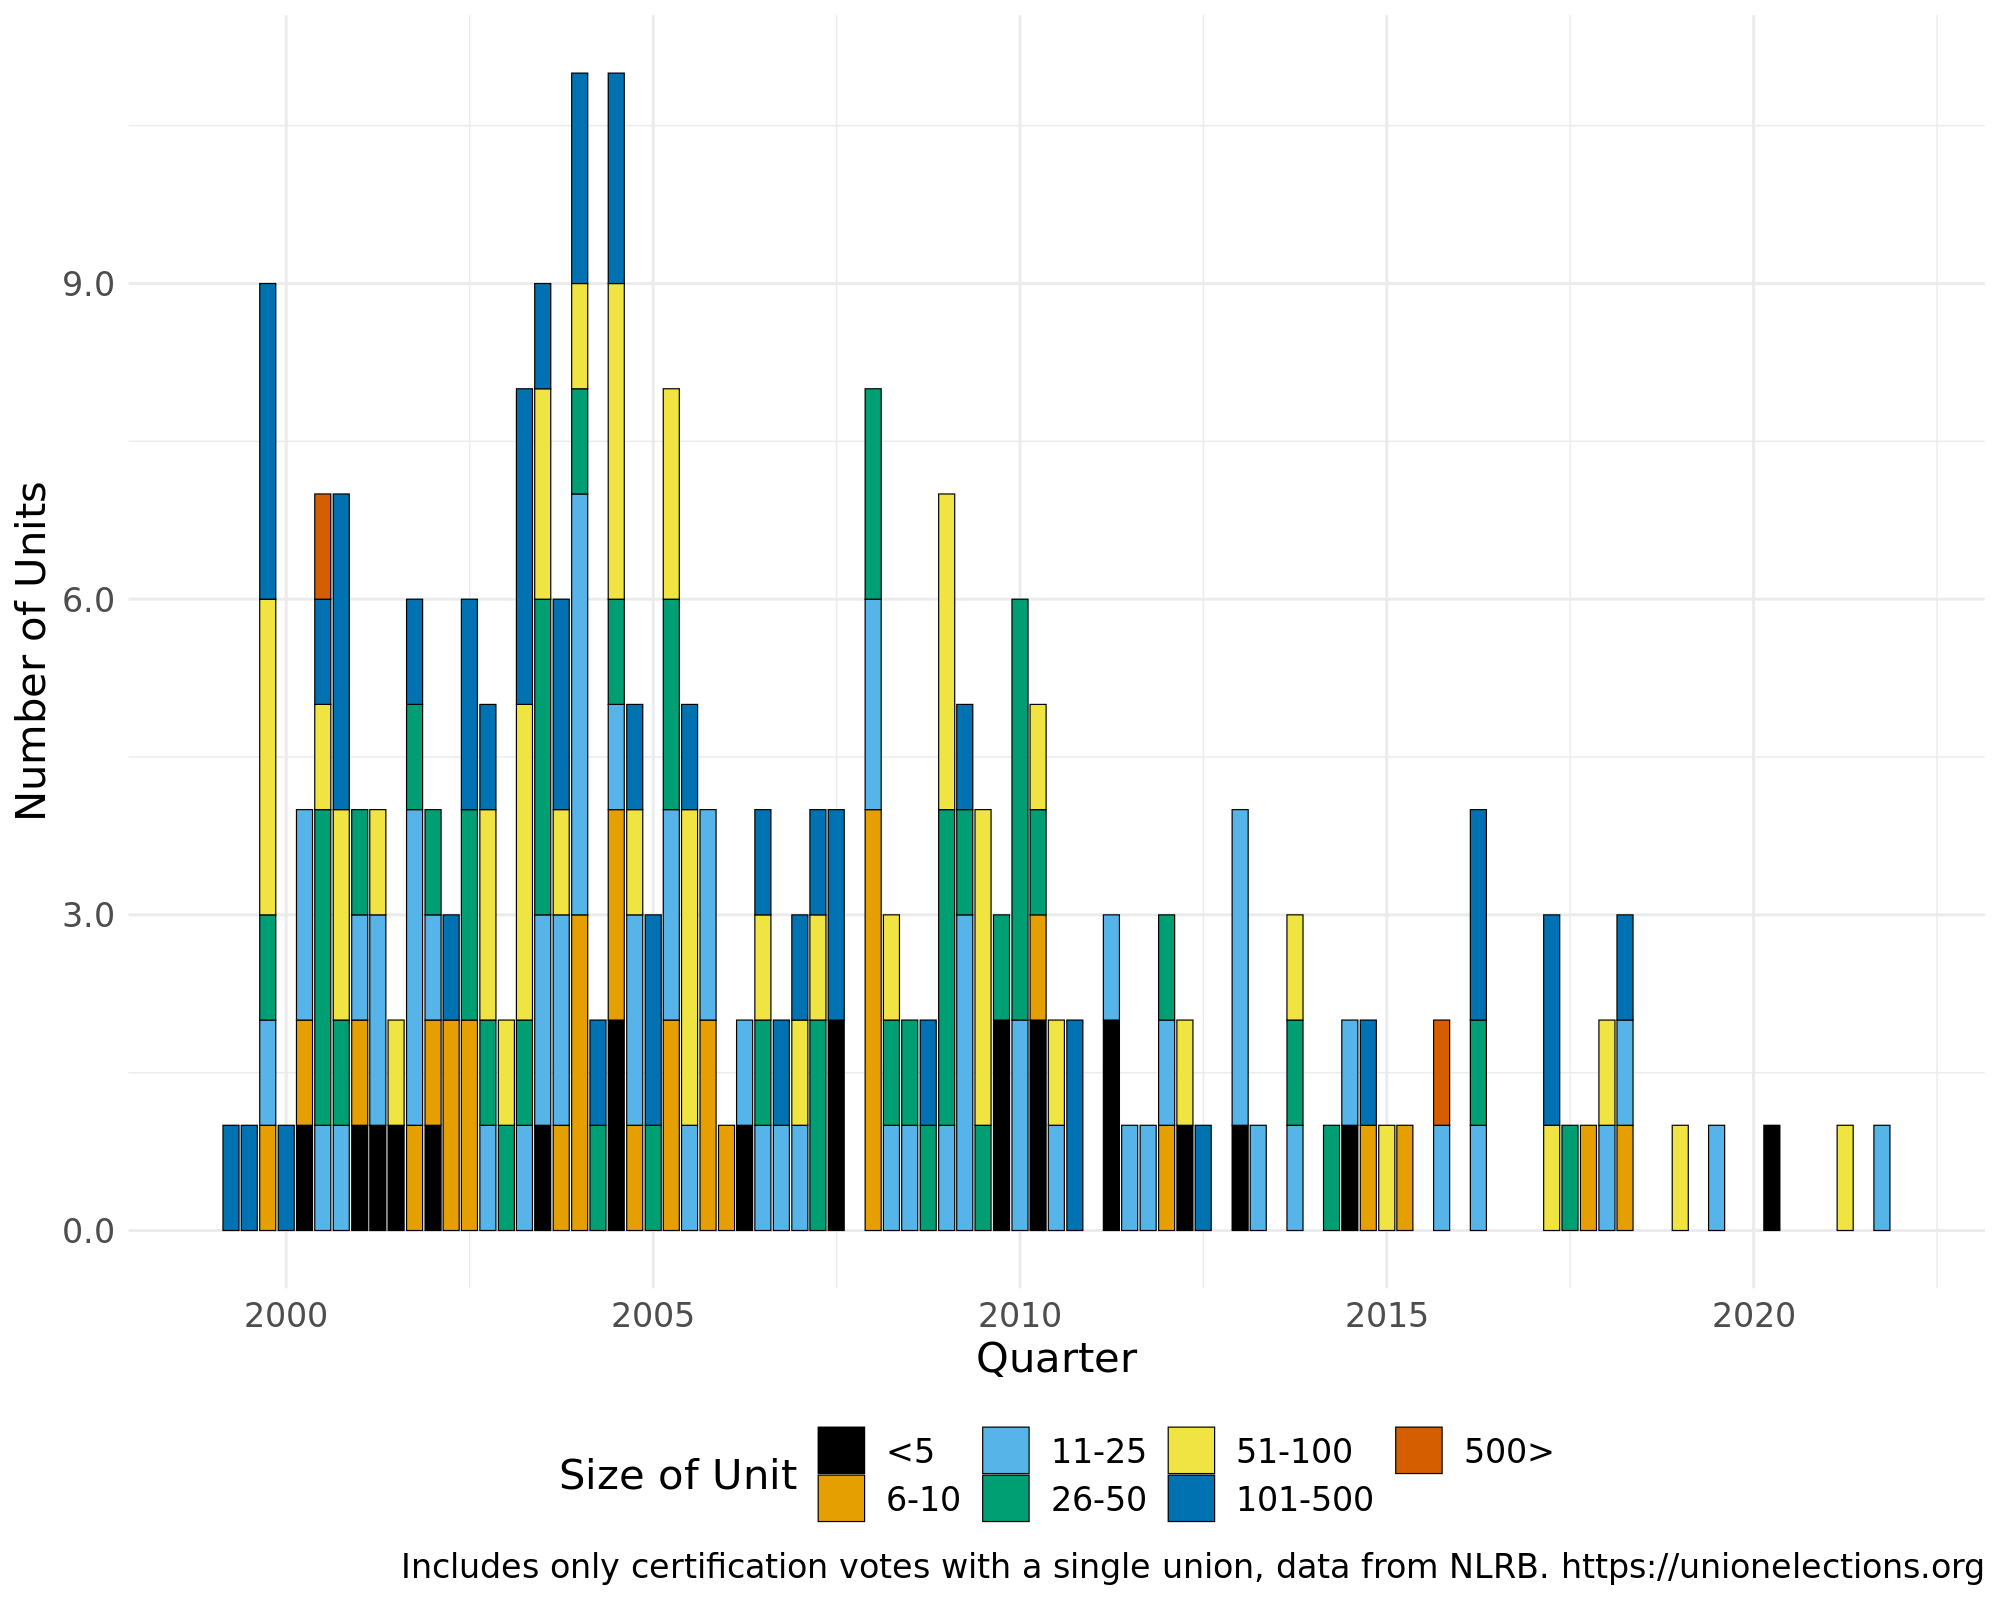 9.0
6.0
3.0
0.0
Number of Units
2000 2005 2010 2015 2020
Quarter
Size of Unit
<5 11-25 51-100 500>
6-10 26-50 101-500
Includes only certification votes with a single union, data from NLRB. https://unionelections.org